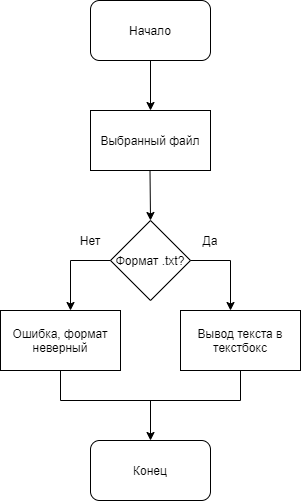 Начало
Выбранный файл
Нет
Да
Формат .txt?
Ошибка, формат
неверный
Вывод текста в
текстбокс
Конец